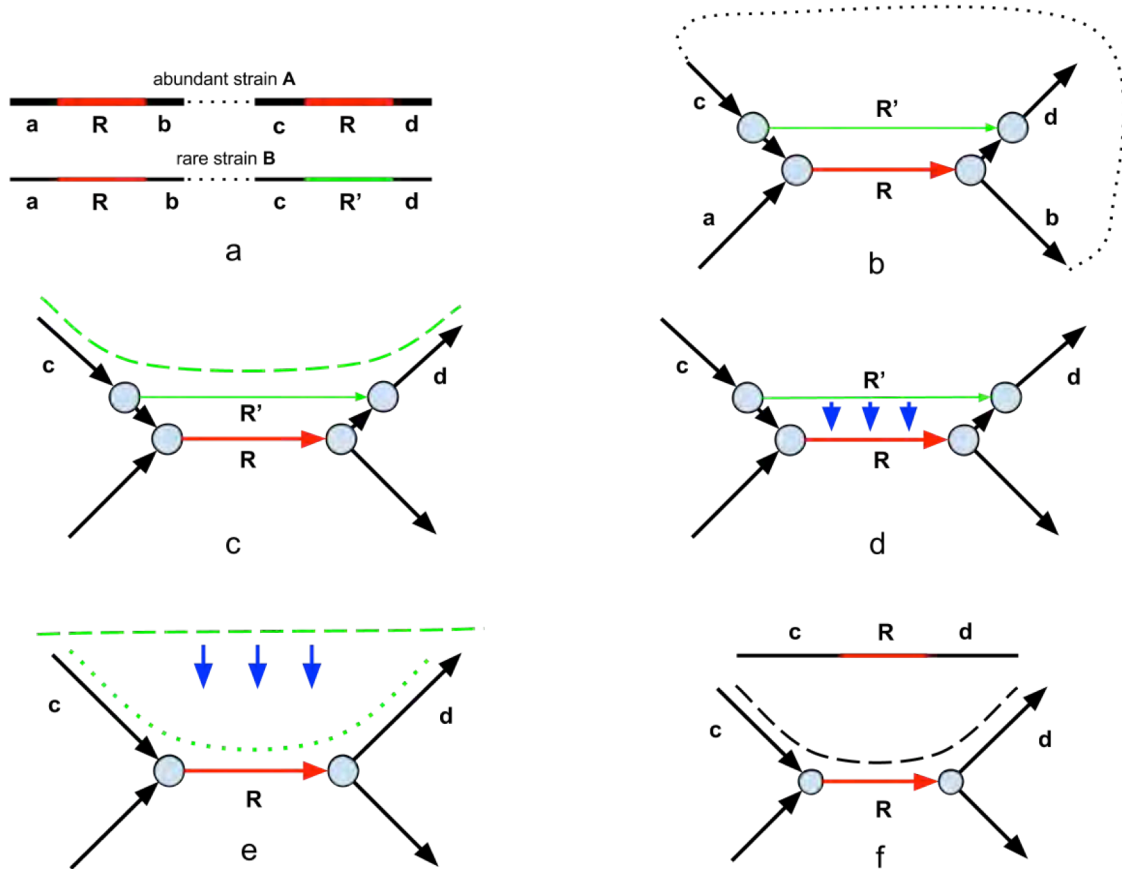 abundant strain A
a R b c R d
rare strain B
a R b c R' d
a
c R' d
a R b
b
c d
R'
R
c
c R' d
R
d
c d
R
e
c R d
c d
R
f